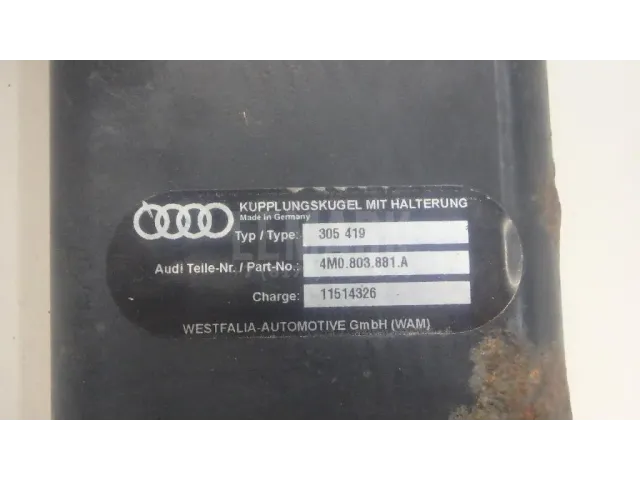 KUPPLUNGSKUGEL MIT HALTERUNG
Made in Germany
Typ / Type: 305 419
Audi Teile-Nr. / Part-No.: 4M0.803.881.A
Charge: 11514326
WESTFALIA-AUTOMOTIVE GmbH (WAM)